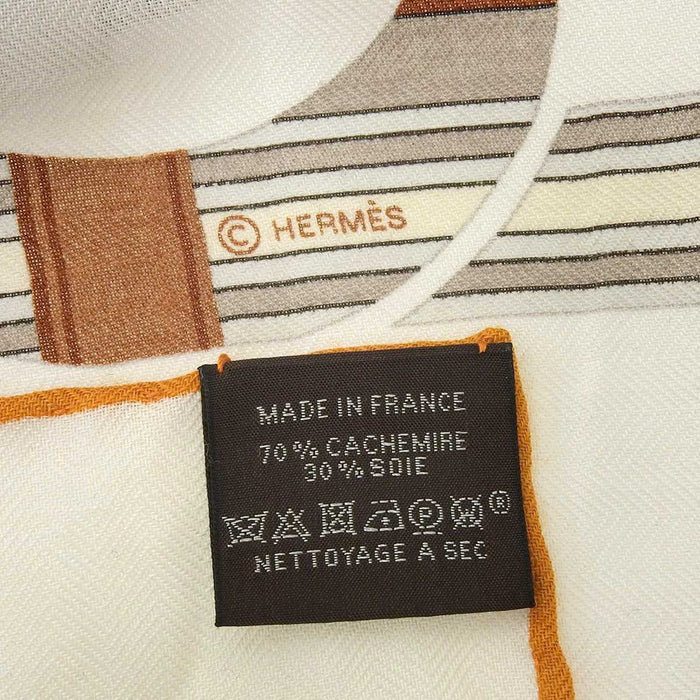 © HERMÈS
MADE IN FRANCE
70% CACHEMIRE
30% SOIE
P ®
NETTOYAGE A SEC